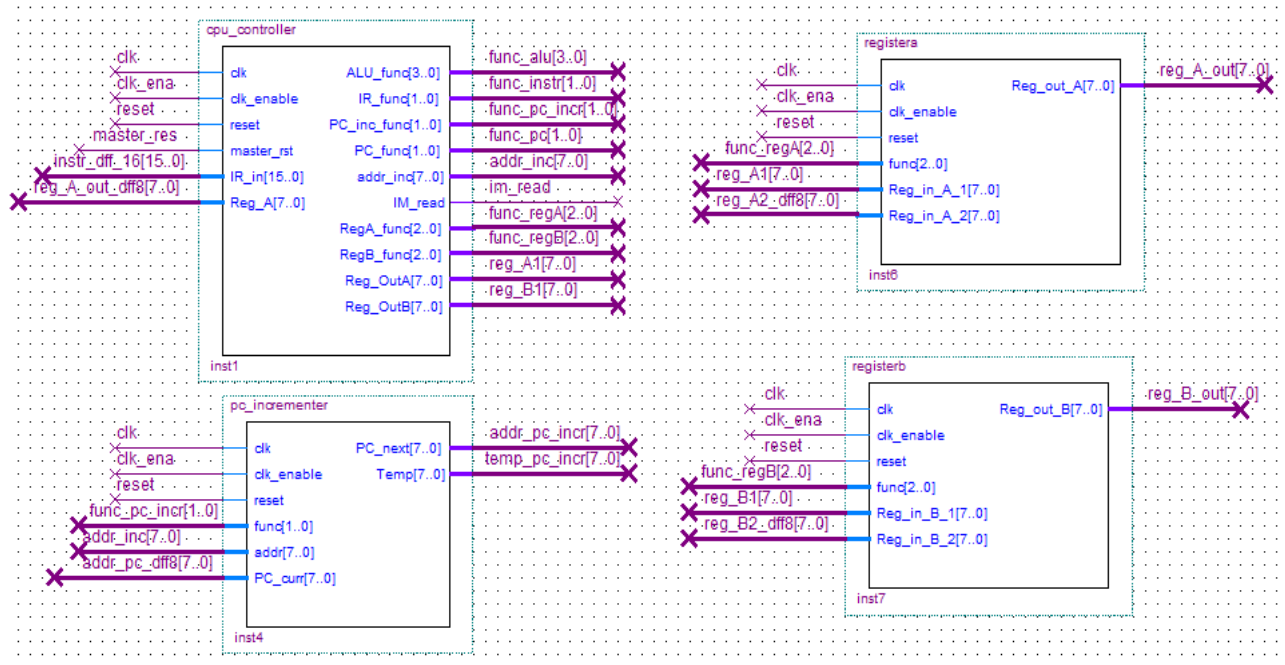 cpu_controller
clk
clk_ena
reset
master_res
instr_dff_16[15..0]
reg_A_out_dff8[7..0]
clk
clk_enable
reset
master_rst
IR_in[15..0]
Reg_A[7..0]
ALU_func[3..0]
IR_func[1..0]
PC_inc_func[1..0]
PC_func[1..0]
addr_inc[7..0]
IM_read
RegA_func[2..0]
RegB_func[2..0]
Reg_OutA[7..0]
Reg_OutB[7..0]
func_alu[3..0]
func_instr[1..0]
func_pc_incr[1..0]
func_pc[1..0]
addr_inc[7..0]
im_read
func_regA[2..0]
func_regB[2..0]
reg_A1[7..0]
reg_B1[7..0]
inst1
registera
clk
clk_ena
reset
func_regA[2..0]
reg_A1[7..0]
reg_A2_dff8[7..0]
clk
clk_enable
reset
func[2..0]
Reg_in_A_1[7..0]
Reg_in_A_2[7..0]
Reg_out_A[7..0]
reg_A_out[7..0]
inst6
pc_incrementer
clk
clk_ena
reset
func_pc_incr[1..0]
addr_inc[7..0]
addr_pc_dff8[7..0]
clk
clk_enable
reset
func[1..0]
addr[7..0]
PC_curr[7..0]
PC_next[7..0]
Temp[7..0]
addr_pc_incr[7..0]
temp_pc_incr[7..0]
inst4
registerb
clk
clk_ena
reset
func_regB[2..0]
reg_B1[7..0]
reg_B2_dff8[7..0]
clk
clk_enable
reset
func[2..0]
Reg_in_B_1[7..0]
Reg_in_B_2[7..0]
Reg_out_B[7..0]
reg_B_out[7..0]
inst7